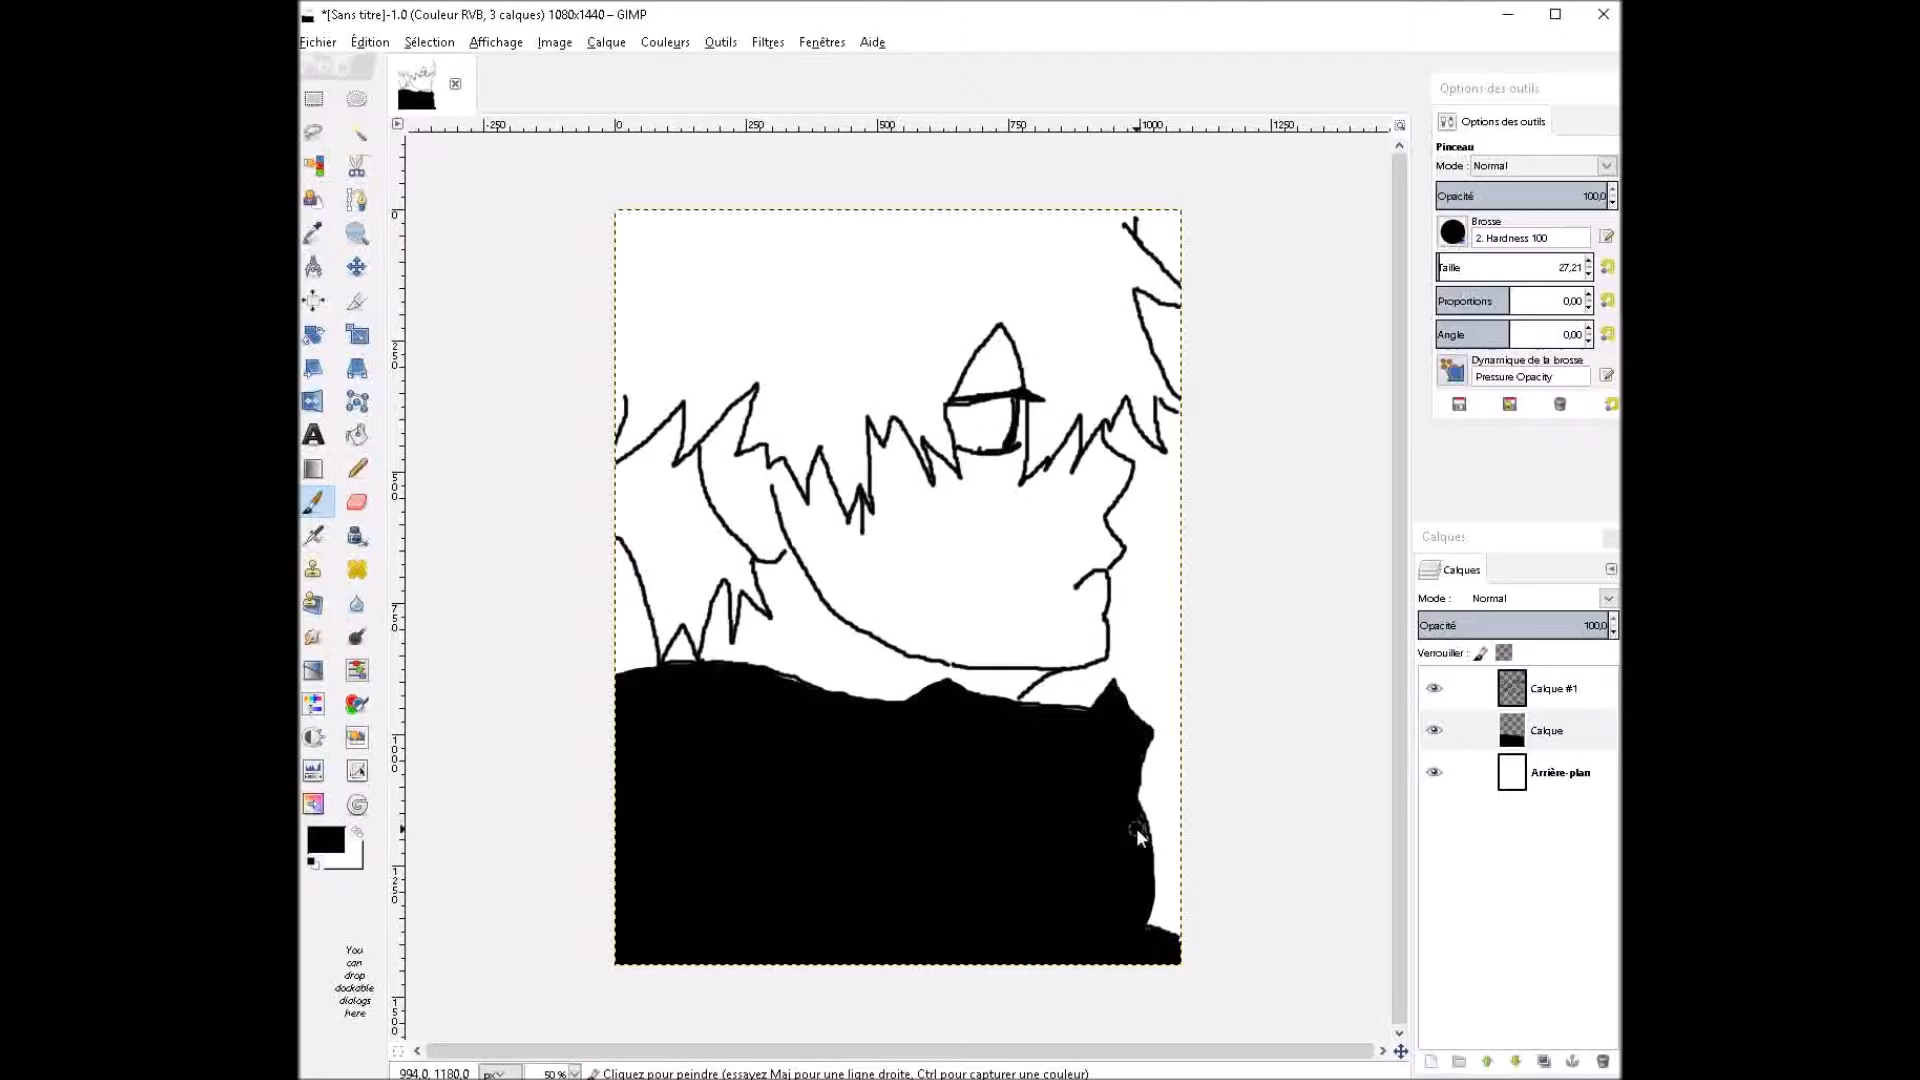 *[Sans titre]-1.0 (Couleur RVB, 3 calques) 1080x1440 – GIMP
Fichier Édition Sélection Affichage Image Calque Couleurs Outils Filtres Fenêtres Aide
Options des outils
Options des outils
-250 0 250 500 750 1000 1250
Pinceau
Mode : Normal
Opacité 100,0
Brosse
2. Hardness 100
Taille 27,21
Proportions 0,00
Angle 0,00
Dynamique de la brosse
Pressure Opacity
0
250
500
750
1000
1250
1500
Calques
Calques
Mode : Normal
Opacité 100,0
Verrouiller :
Calque #1
Calque
Arrière-plan
You
can
drop
dockable
dialogs
here
994,0, 1180,0 px 50 % Cliquez pour peindre (essayez Maj pour une ligne droite, Ctrl pour capturer une couleur)